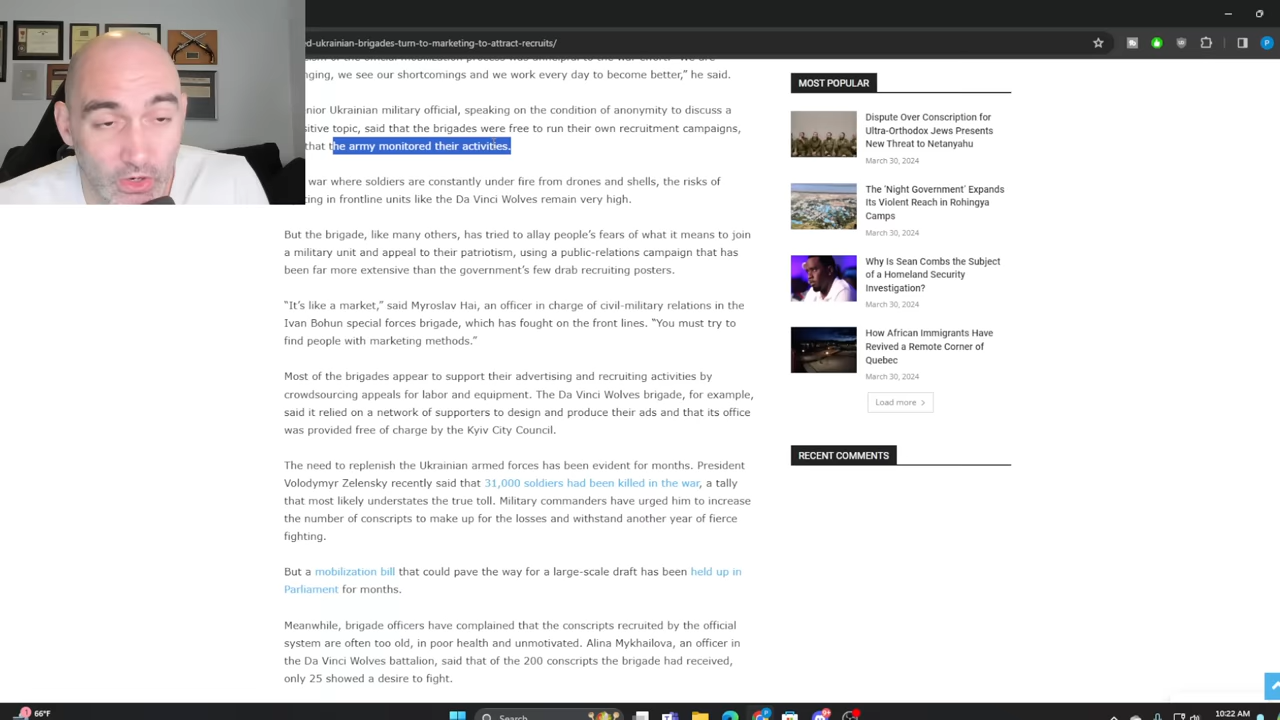 ed-ukrainian-brigades-turn-to-marketing-to-attract-recruits/
of the official mobilization process was unhelpful to the war effort. "We are
nging, we see our shortcomings and we work every day to become better," he said.
enior Ukrainian military official, speaking on the condition of anonymity to discuss a
sitive topic, said that the brigades were free to run their own recruitment campaigns,
that the army monitored their activities.
war where soldiers are constantly under fire from drones and shells, the risks of
king in frontline units like the Da Vinci Wolves remain very high.
But the brigade, like many others, has tried to allay people's fears of what it means to join
a military unit and appeal to their patriotism, using a public-relations campaign that has
been far more extensive than the government's few drab recruiting posters.
"It's like a market," said Myroslav Hai, an officer in charge of civil-military relations in the
Ivan Bohun special forces brigade, which has fought on the front lines. "You must try to
find people with marketing methods."
Most of the brigades appear to support their advertising and recruiting activities by
crowdsourcing appeals for labor and equipment. The Da Vinci Wolves brigade, for example,
said it relied on a network of supporters to design and produce their ads and that its office
was provided free of charge by the Kyiv City Council.
The need to replenish the Ukrainian armed forces has been evident for months. President
Volodymyr Zelensky recently said that 31,000 soldiers had been killed in the war, a tally
that most likely understates the true toll. Military commanders have urged him to increase
the number of conscripts to make up for the losses and withstand another year of fierce
fighting.
But a mobilization bill that could pave the way for a large-scale draft has been held up in
Parliament for months.
Meanwhile, brigade officers have complained that the conscripts recruited by the official
system are often too old, in poor health and unmotivated. Alina Mykhailova, an officer in
the Da Vinci Wolves battalion, said that of the 200 conscripts the brigade had received,
only 25 showed a desire to fight.
MOST POPULAR
Dispute Over Conscription for
Ultra-Orthodox Jews Presents
New Threat to Netanyahu
March 30, 2024
The 'Night Government' Expands
Its Violent Reach in Rohingya
Camps
March 30, 2024
Why Is Sean Combs the Subject
of a Homeland Security
Investigation?
March 30, 2024
How African Immigrants Have
Revived a Remote Corner of
Quebec
March 30, 2024
Load more
RECENT COMMENTS
66°F
Search
10:22 AM